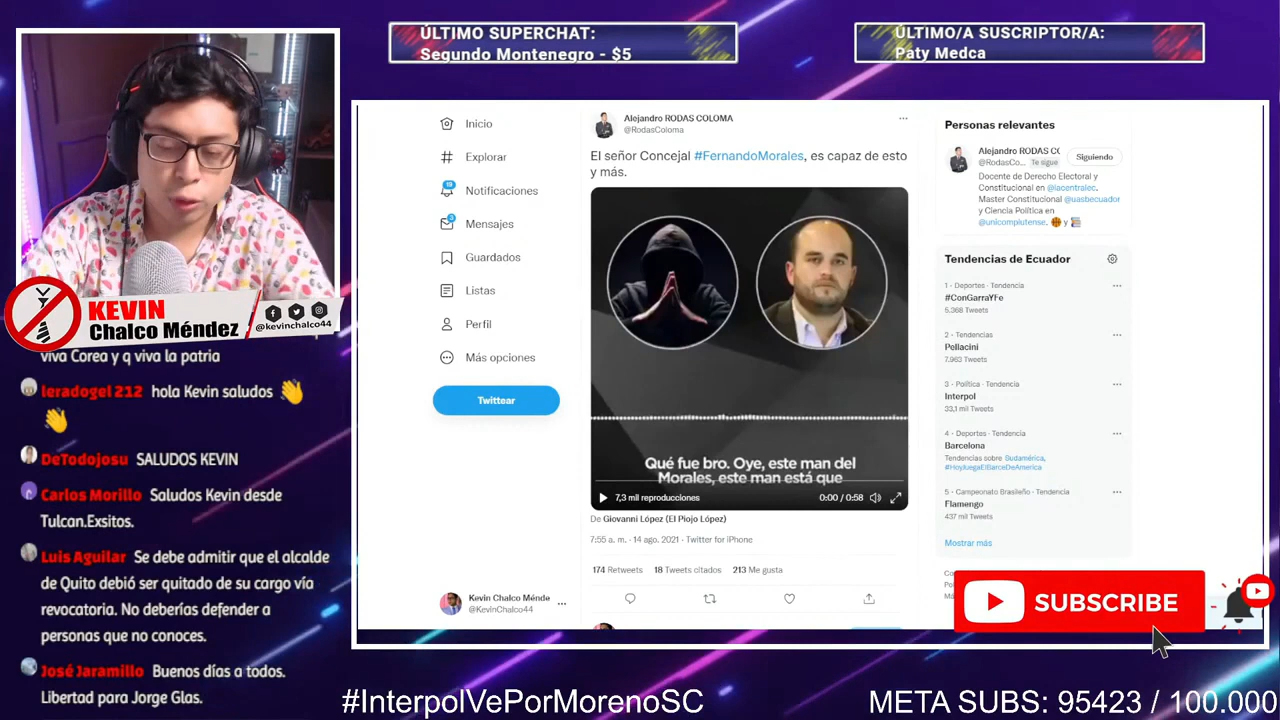 ÚLTIMO SUPERCHAT:
Segundo Montenegro - $5
ÚLTIMO/A SUSCRIPTOR/A:
Paty Medca
KEVIN
Chalco Méndez
@kevinchalco44
viva Corea y q viva la patria
leradogel 212 hola Kevin saludos 👋
👋
DeTodojosu SALUDOS KEVIN
Carlos Morillo Saludos Kevin desde
Tulcan.Exsitos.
Luis Aguilar Se debe admitir que el alcalde
de Quito debió ser quitado de su cargo vía
revocatoria. No deberías defender a
personas que no conoces.
José Jaramillo Buenos días a todos.
Libertad para Jorge Glas.
Inicio
Explorar
19
Notificaciones
3
Mensajes
Guardados
Listas
Perfil
Más opciones
Twittear
Kevin Chalco Ménde
@KevinChalco44
Alejandro RODAS COLOMA
@RodasColoma
El señor Concejal #FernandoMorales, es capaz de esto
y más.
Qué fue bro. Oye, este man del
Morales, este man está que
7,3 mil reproducciones
0:00 / 0:58
De Giovanni López (El Piojo López)
7:55 a. m. · 14 ago. 2021 · Twitter for iPhone
174 Retweets 18 Tweets citados 213 Me gusta
Personas relevantes
Alejandro RODAS CC
@RodasCo... Te sigue
Siguiendo
Docente de Derecho Electoral y
Constitucional en @iacentralec.
Master Constitucional @uasbecuador
y Ciencia Política en
@unicomplutense. 🏀 y 📚
Tendencias de Ecuador
1 · Deportes · Tendencia
#ConGarraYFe
5.368 Tweets
2 · Tendencias
Pellacini
7.963 Tweets
3 · Política · Tendencia
Interpol
33,1 mil Tweets
4 · Deportes · Tendencia
Barcelona
Tendencias sobre Sudamérica,
#HoyJuegaElBarceDeAmerica
5 · Campeonato Brasileño · Tendencia
Flamengo
437 mil Tweets
Mostrar más
SUBSCRIBE
#InterpolVePorMorenoSC
META SUBS: 95423 / 100.000